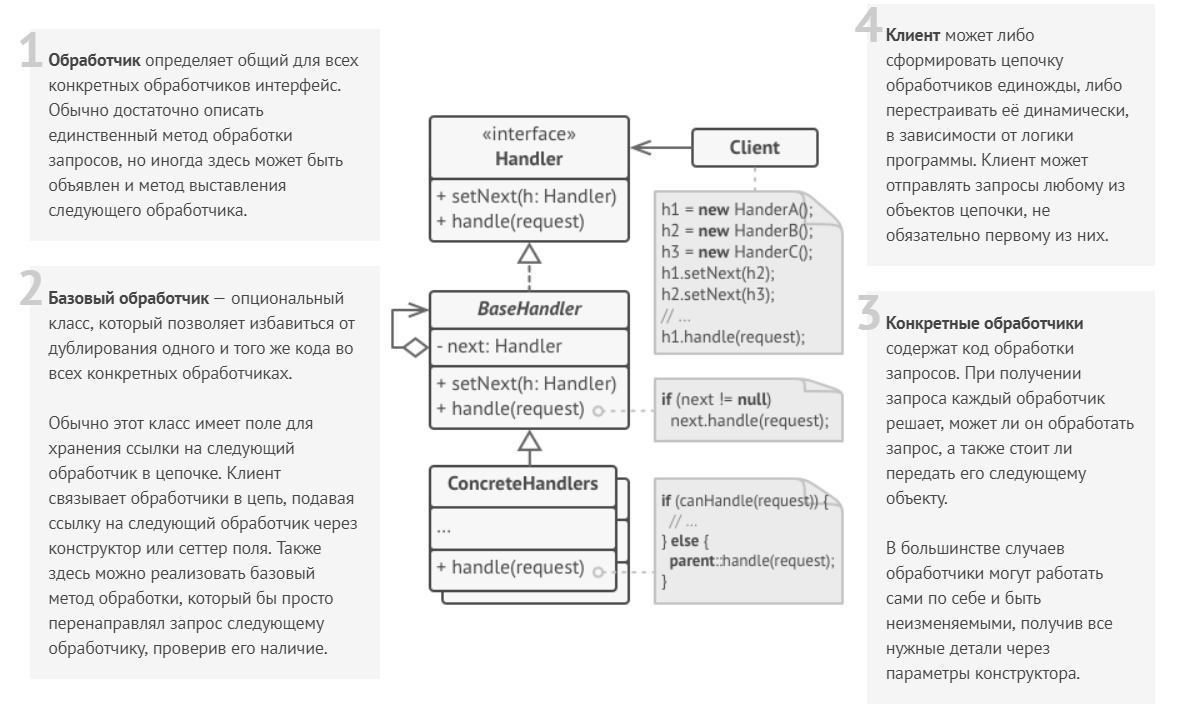 1
Обработчик определяет общий для всех
конкретных обработчиков интерфейс.
Обычно достаточно описать
единственный метод обработки
запросов, но иногда здесь может быть
объявлен и метод выставления
следующего обработчика.
2
Базовый обработчик — опциональный
класс, который позволяет избавиться от
дублирования одного и того же кода во
всех конкретных обработчиках.
Обычно этот класс имеет поле для
хранения ссылки на следующий
обработчик в цепочке. Клиент
связывает обработчики в цепь, подавая
ссылку на следующий обработчик через
конструктор или сеттер поля. Также
здесь можно реализовать базовый
метод обработки, который бы просто
перенаправлял запрос следующему
обработчику, проверив его наличие.
«interface»
Handler
+ setNext(h: Handler)
+ handle(request)
BaseHandler
- next: Handler
+ setNext(h: Handler)
+ handle(request)
ConcreteHandlers
...
+ handle(request)
Client
h1 = new HanderA();
h2 = new HanderB();
h3 = new HanderC();
h1.setNext(h2);
h2.setNext(h3);
// ...
h1.handle(request);
if (next != null)
next.handle(request);
if (canHandle(request)) {
// ...
} else {
parent::handle(request);
}
4
Клиент может либо
сформировать цепочку
обработчиков единожды, либо
перестраивать её динамически,
в зависимости от логики
программы. Клиент может
отправлять запросы любому из
объектов цепочки, не
обязательно первому из них.
3
Конкретные обработчики
содержат код обработки
запросов. При получении
запроса каждый обработчик
решает, может ли он обработать
запрос, а также стоит ли
передать его следующему
объекту.
В большинстве случаев
обработчики могут работать
сами по себе и быть
неизменяемыми, получив все
нужные детали через
параметры конструктора.